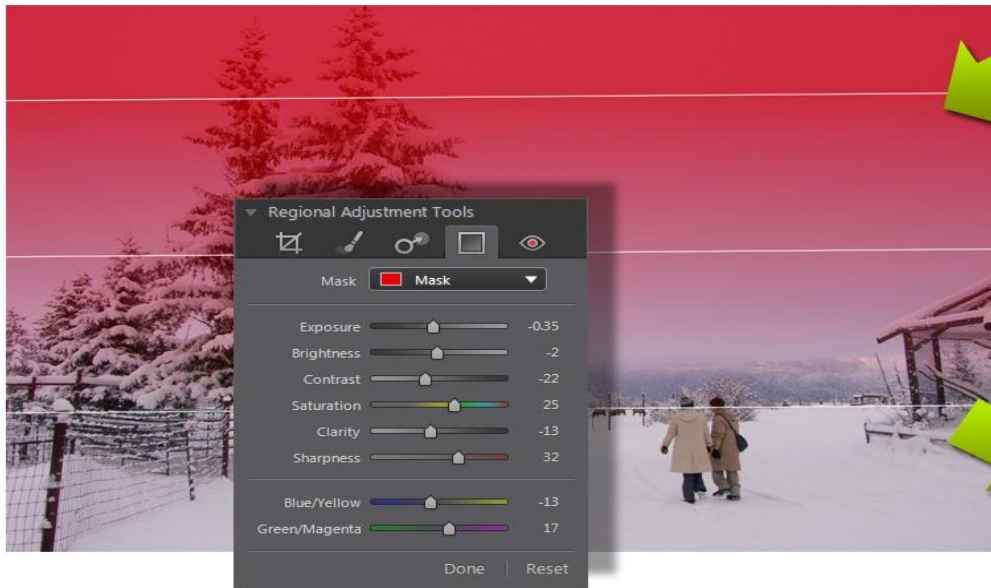 Regional Adjustment Tools
Mask Mask
Exposure -0.35
Brightness -2
Contrast -22
Saturation 25
Clarity -13
Sharpness 32
Blue/Yellow -13
Green/Magenta 17
Done Reset